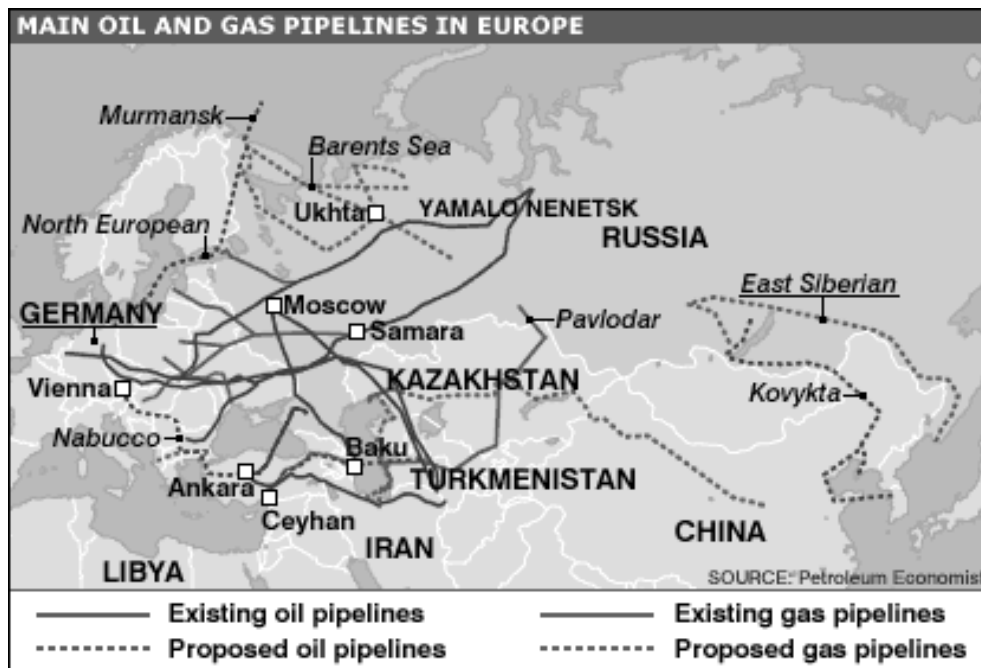 MAIN OIL AND GAS PIPELINES IN EUROPE
Murmansk
Barents Sea
Ukhta
YAMALO NENETSK
North European
RUSSIA
East Siberian
GERMANY
Moscow
Pavlodar
Samara
Vienna
KAZAKHSTAN
Kovykta
Nabucco
Baku
Ankara
TURKMENISTAN
Ceyhan
IRAN
CHINA
LIBYA
SOURCE: Petroleum Economist
Existing oil pipelines
Existing gas pipelines
Proposed oil pipelines
Proposed gas pipelines